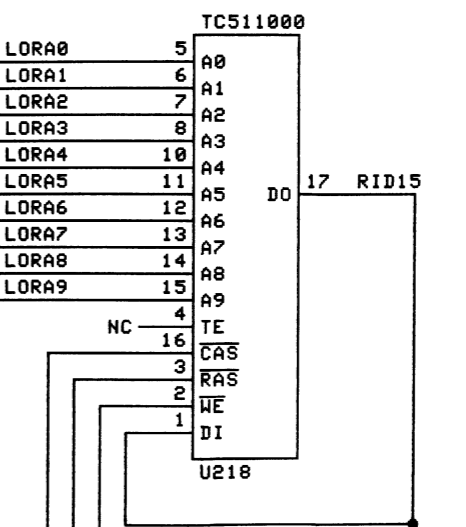 TC511000
LORA0 5 A0
LORA1 6 A1
LORA2 7 A2
LORA3 8 A3
LORA4 10 A4
LORA5 11 A5 DO 17 RID15
LORA6 12 A6
LORA7 13 A7
LORA8 14 A8
LORA9 15 A9
NC 4 TE
16 CAS
3 RAS
2 WE
1 DI
U218